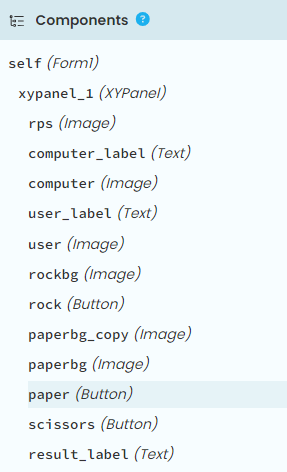 Components ?
self (Form1)
xypanel_1 (XYPanel)
rps (Image)
computer_label (Text)
computer (Image)
user_label (Text)
user (Image)
rockbg (Image)
rock (Button)
paperbg_copy (Image)
paperbg (Image)
paper (Button)
scissors (Button)
result_label (Text)